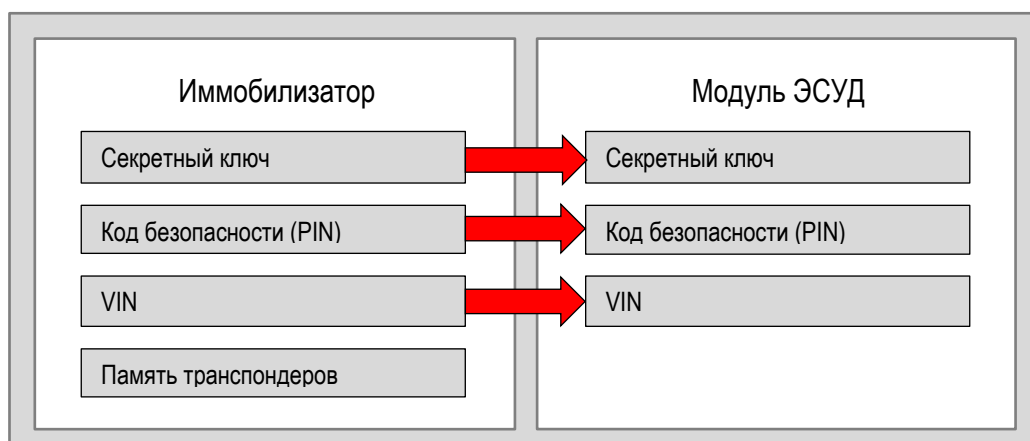 Иммобилизатор
Секретный ключ
Код безопасности (PIN)
VIN
Память транспондеров
Модуль ЭСУД
Секретный ключ
Код безопасности (PIN)
VIN